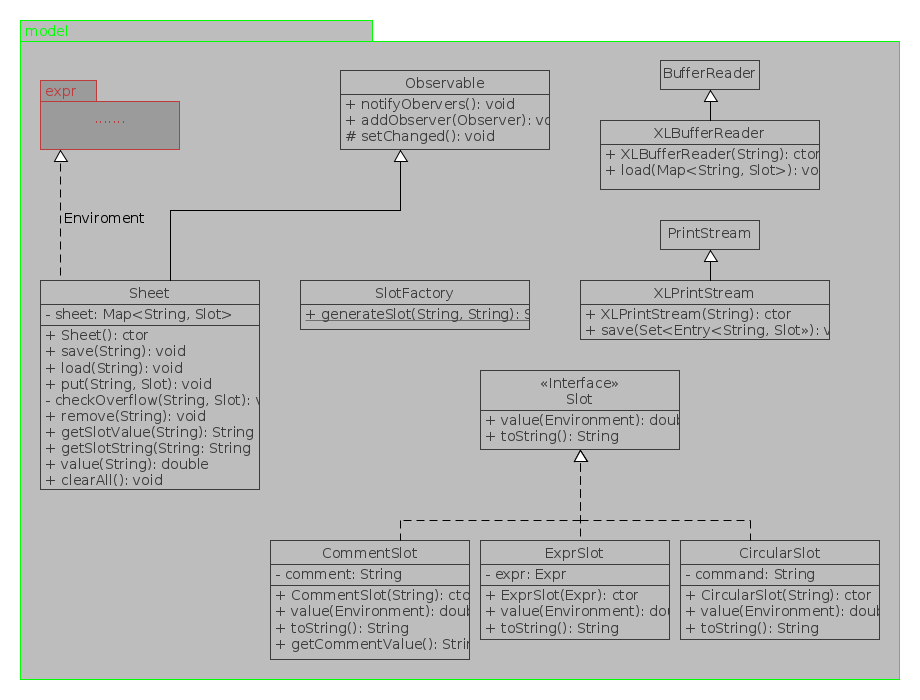 model
expr
.......
Enviroment
Observable
+ notifyObervers(): void
+ addObserver(Observer): vo
# setChanged(): void
BufferReader
XLBufferReader
+ XLBufferReader(String): ctor
+ load(Map<String, Slot>): vo
PrintStream
XLPrintStream
+ XLPrintStream(String): ctor
+ save(Set<Entry<String, Slot»): v
Sheet
- sheet: Map<String, Slot>
+ Sheet(): ctor
+ save(String): void
+ load(String): void
+ put(String, Slot): void
- checkOverflow(String, Slot): v
+ remove(String): void
+ getSlotValue(String): String
+ getSlotString(String: String
+ value(String): double
+ clearAll(): void
SlotFactory
+ generateSlot(String, String): S
«Interface»
Slot
+ value(Environment): doub
+ toString(): String
CommentSlot
- comment: String
+ CommentSlot(String): cto
+ value(Environment): doub
+ toString(): String
+ getCommentValue(): Strin
ExprSlot
- expr: Expr
+ ExprSlot(Expr): ctor
+ value(Environment): dou
+ toString(): String
CircularSlot
- command: String
+ CircularSlot(String): ctor
+ value(Environment): doub
+ toString(): String